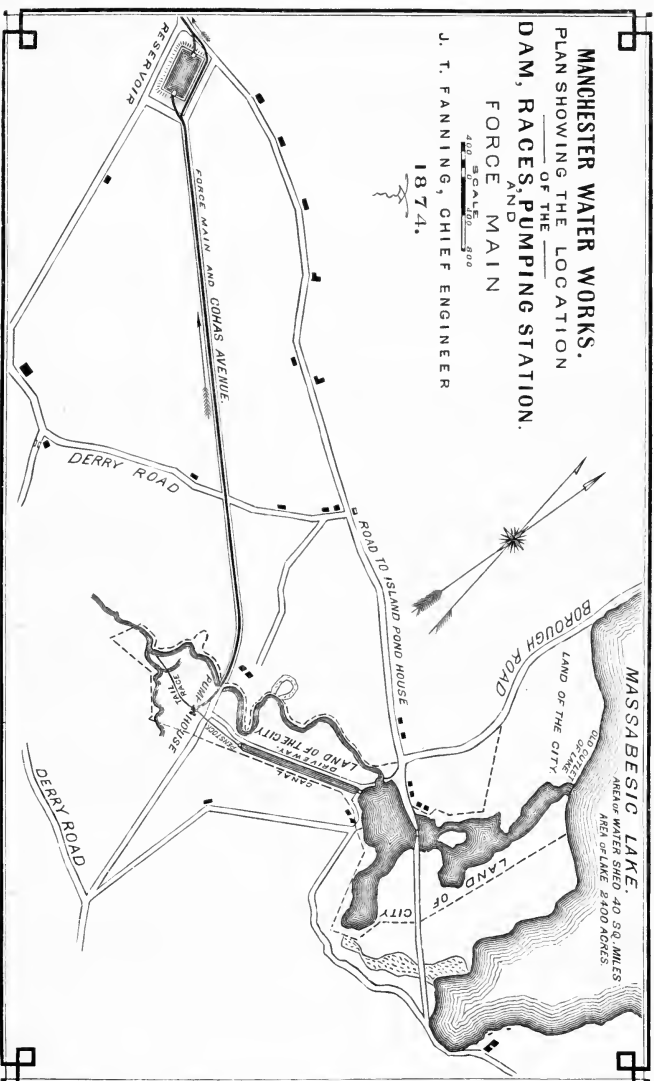 MANCHESTER WATER WORKS.
PLAN SHOWING THE LOCATION
OF THE
DAM, RACES, PUMPING STATION.
AND
FORCE MAIN
SCALE
400 0 400 800
J. T. FANNING, CHIEF ENGINEER
1874.
RESERVOIR
FORCE MAIN AND COHAS AVENUE.
DERRY ROAD
ROAD TO ISLAND POND HOUSE
BOROUGH ROAD
MASSABESIC LAKE.
AREA OF WATER SHED 40 SQ. MILES
AREA OF LAKE 2400 ACRES.
OLD OUTLET
OF LAKE
LAND OF THE CITY.
LAND OF
CITY
LAND OF THE CITY
DRIVEWAY.
CANAL
PENSTOCK
PUMP HOUSE
TAIL
RACE
DERRY ROAD